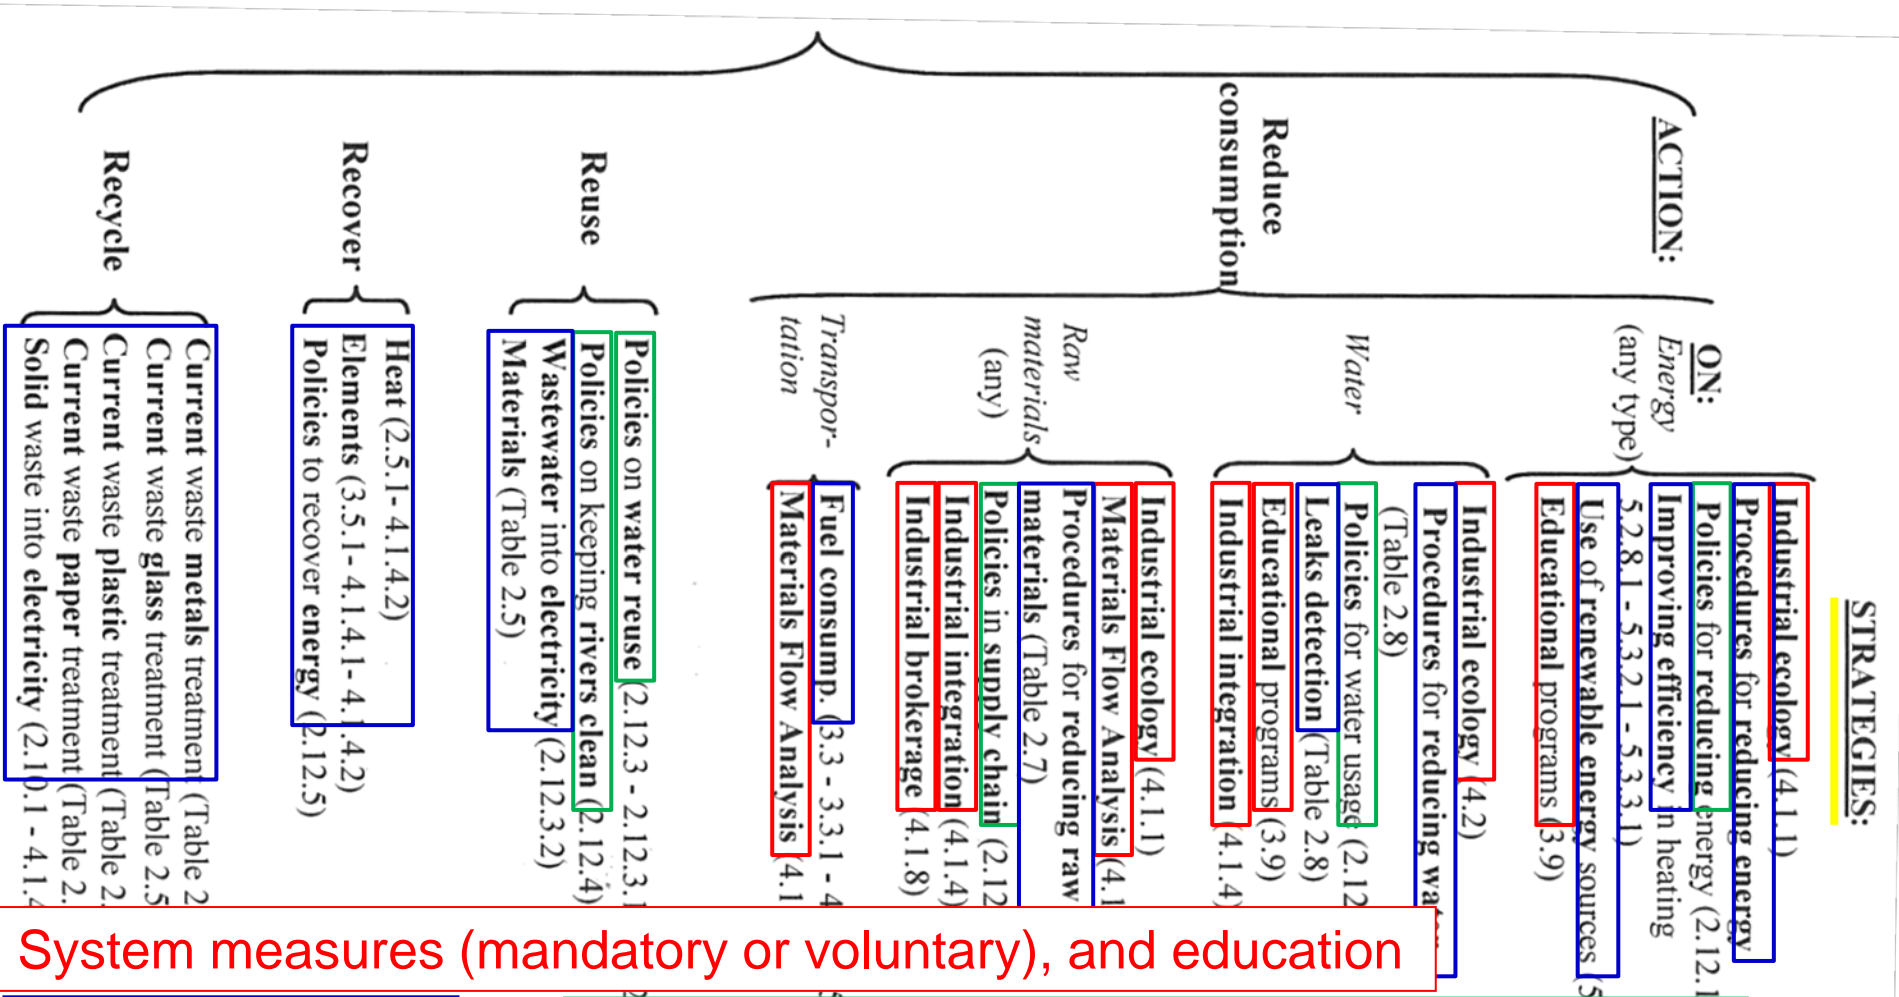 ACTION:
ON:
STRATEGIES:
Reduce
consumption
Energy
(any type)
Industrial ecology (4.1.1)
Procedures for reducing energy
Policies for reducing energy (2.12.1
Improving efficiency in heating
5.2.8.1 - 5.3.2.1 - 5.3.3.1)
Use of renewable energy sources (5
Educational programs (3.9)
Water
Industrial ecology (4.2)
Procedures for reducing
(Table 2.8)
Policies for water usage (2.12
Leaks detection (Table 2.8)
Educational programs (3.9)
Industrial integration (4.1.4)
Raw
materials
(any)
Industrial ecology (4.1.1)
Materials Flow Analysis (4.1
Procedures for reducing raw
materials (Table 2.7)
Policies in supply chain (2.12
Industrial integration (4.1.4)
Industrial brokerage (4.1.8)
Transpor-
tation
Fuel consump. (3.3 - 3.3.1 - 4
Materials Flow Analysis (4.1
Reuse
Policies on water reuse (2.12.3 - 2.12.3.1
Policies on keeping rivers clean (2.12.4)
Wastewater into electricity (2.12.3.2)
Materials (Table 2.5)
Recover
Heat (2.5.1- 4.1.4.2)
Elements (3.5.1- 4.1.4.1- 4.1.4.2)
Policies to recover energy (2.12.5)
Recycle
Current waste metals treatment (Table 2
Current waste glass treatment (Table 2.5
Current waste plastic treatment (Table 2.
Current waste paper treatment (Table 2.
Solid waste into electricity (2.10.1 - 4.1.4
System measures (mandatory or voluntary), and education